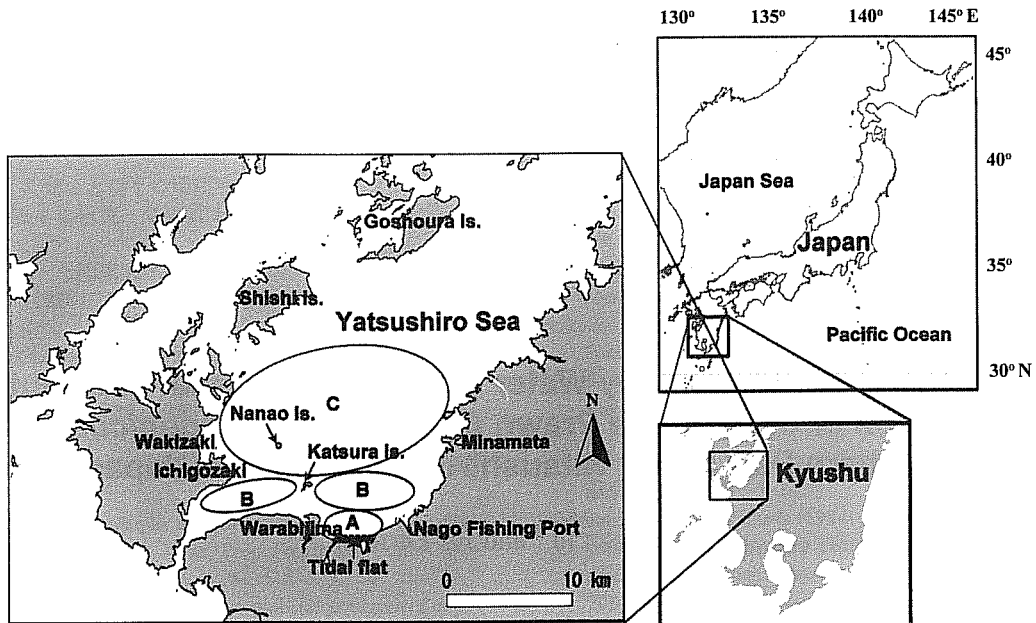 130° 135° 140° 145° E
45°
40°
Japan Sea
Japan
35°
Pacific Ocean
30° N
Goshoura Is.
Shishi Is.
Yatsushiro Sea
C
Nanao Is.
N
Wakizaki
Katsura Is.
Minamata
Ichigozaki
B
B
A
Warabijima
Nago Fishing Port
Tidal flat
0 10 km
Kyushu